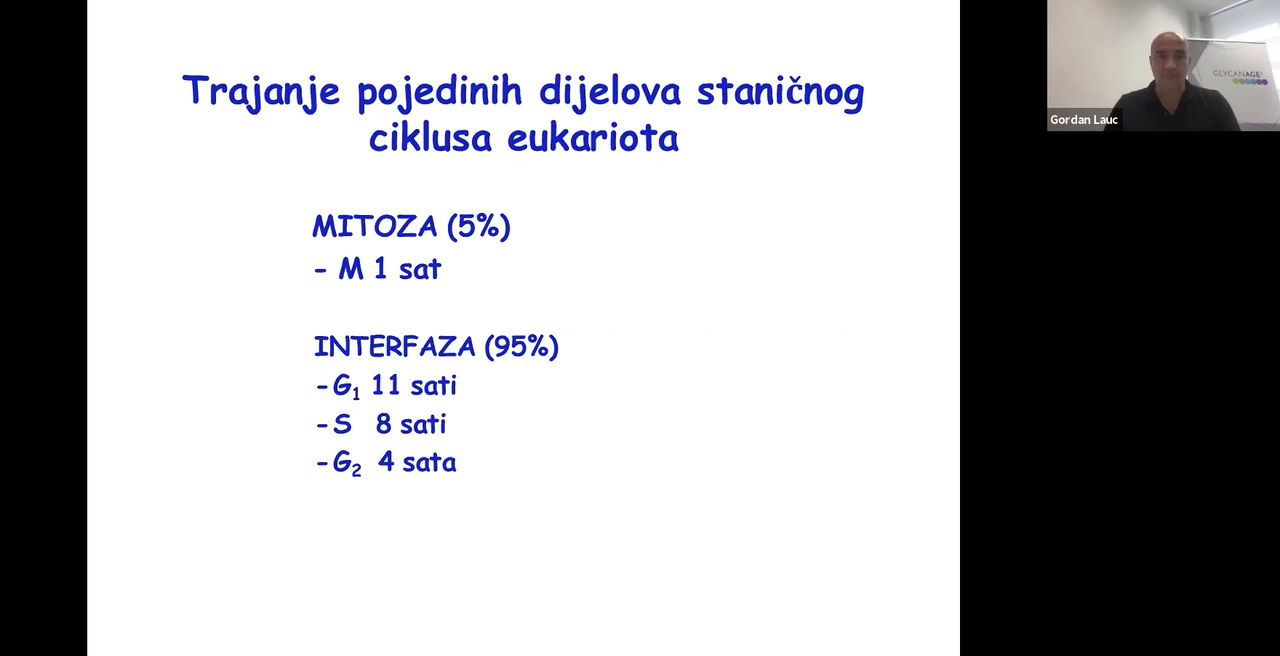 Trajanje pojedinih dijelova staničnog
ciklusa eukariota
MITOZA (5%)
- M 1 sat
INTERFAZA (95%)
- G₁ 11 sati
- S 8 sati
- G₂ 4 sata
GLYCANAGE
Gordan Lauc